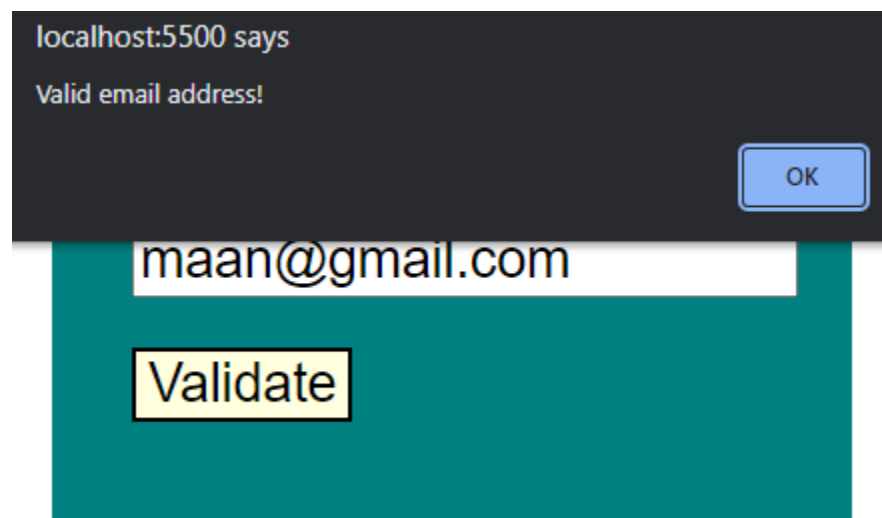 localhost:5500 says
Valid email address!
OK
maan@gmail.com
Validate